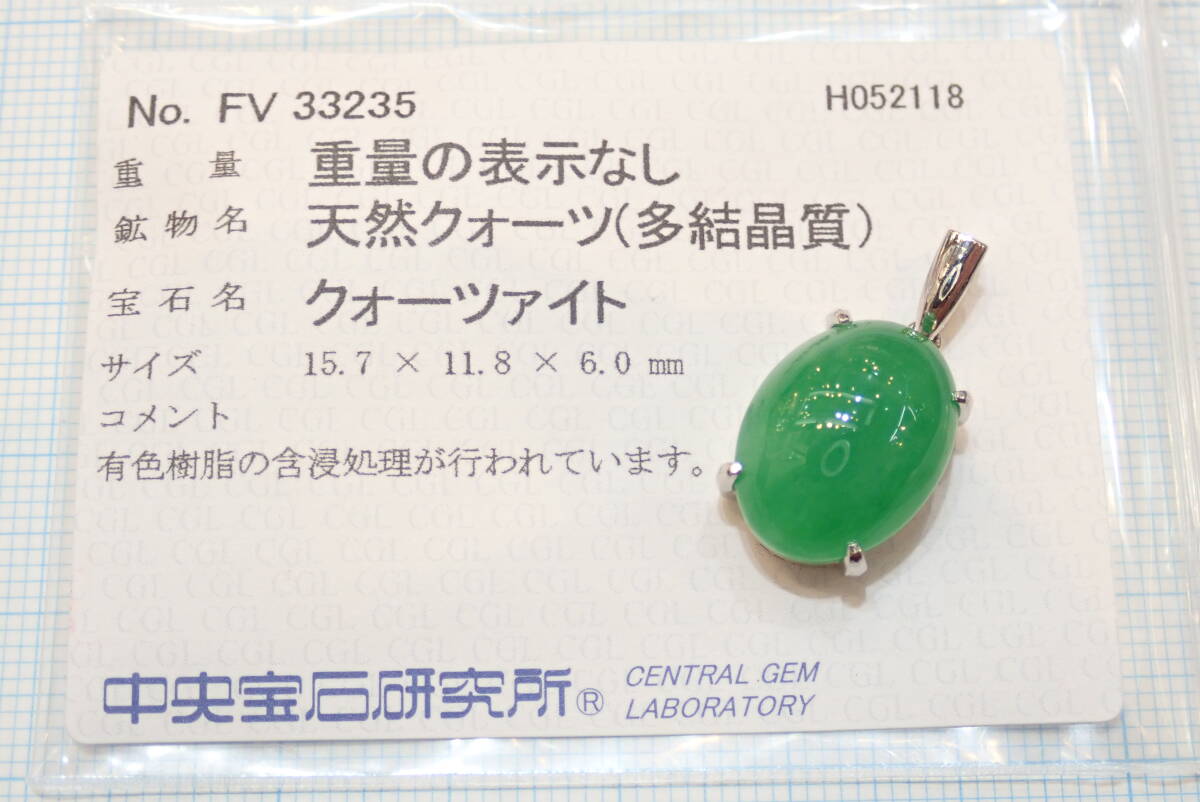 No. FV 33235 H052118
重量 重量の表示なし
鉱物名 天然クォーツ(多結晶質)
宝石名 クォーツァイト
サイズ 15.7 × 11.8 × 6.0 mm
コメント
有色樹脂の含浸処理が行われています。
中央宝石研究所® CENTRAL GEM
LABORATORY